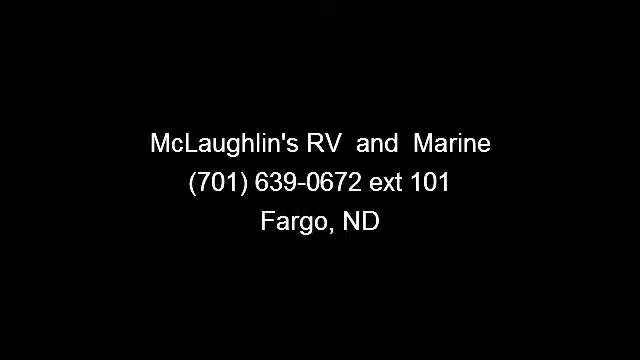 McLaughlin's RV and Marine
(701) 639-0672 ext 101
Fargo, ND